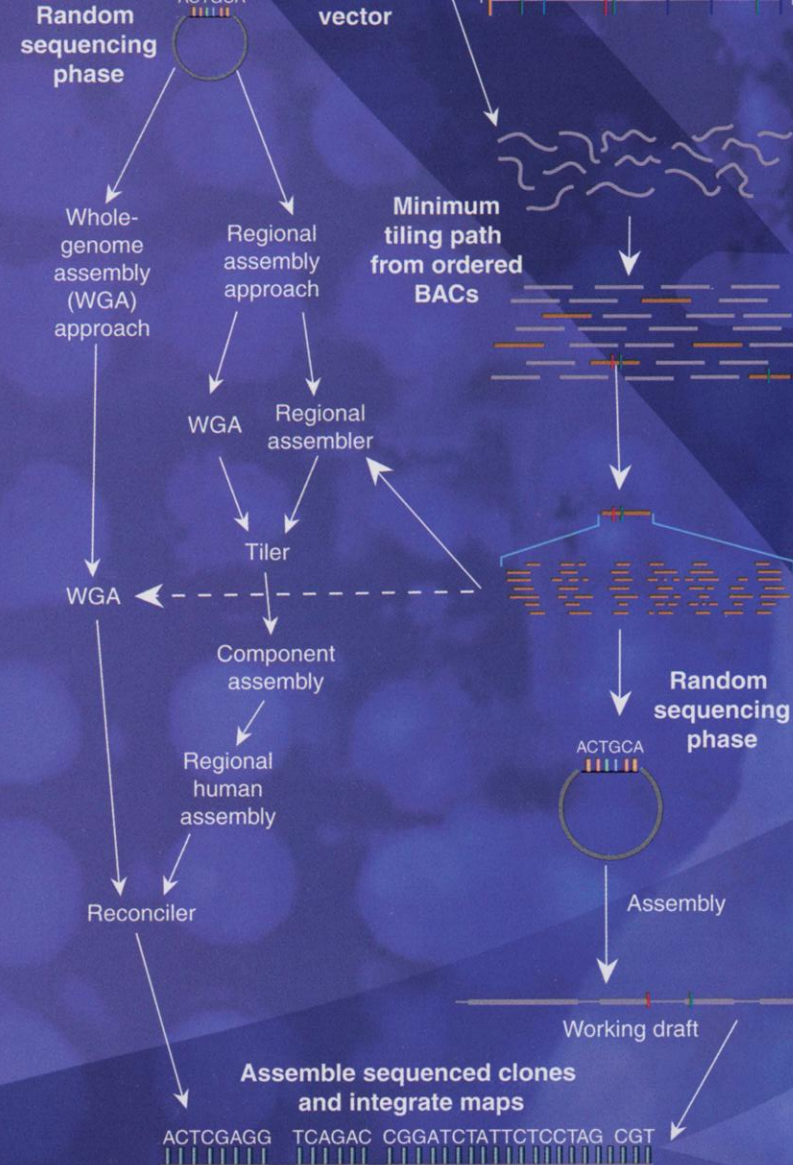 Random
sequencing
phase
vector
Whole-
genome
assembly
(WGA)
approach
Regional
assembly
approach
Minimum
tiling path
from ordered
BACs
WGA
Regional
assembler
Tiler
WGA
Component
assembly
Regional
human
assembly
Random
sequencing
phase
ACTGCA
Reconciler
Assembly
Working draft
Assemble sequenced clones
and integrate maps
ACTCGAGG TCAGAC CGGATCTATTCTCCTAG CGT